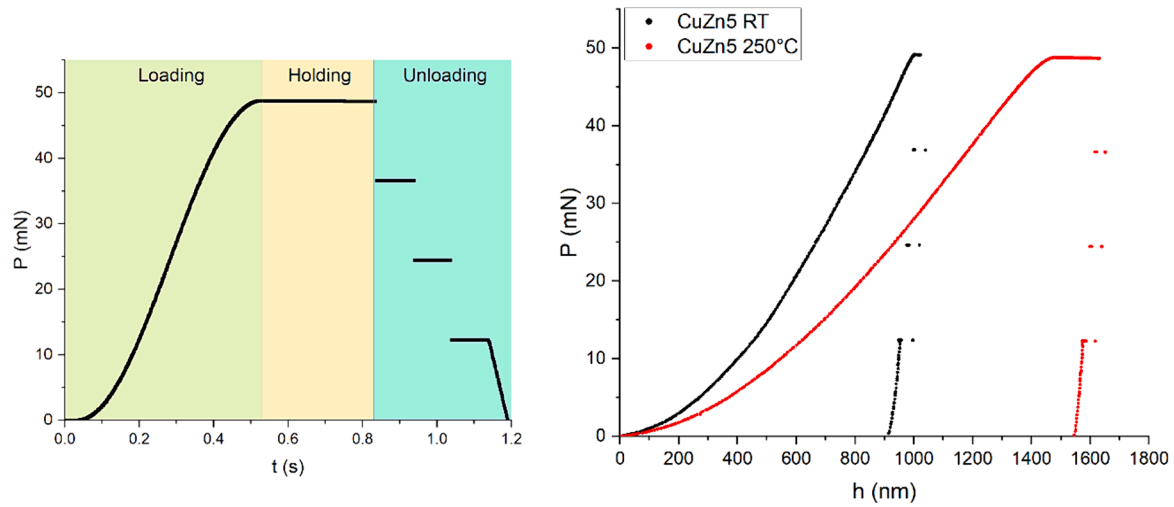 Loading Holding Unloading
50
40
30
20
10
0
P (mN)
0.0 0.2 0.4 0.6 0.8 1.0 1.2
t (s)
CuZn5 RT
CuZn5 250°C
50
40
30
20
10
0
P (mN)
0 200 400 600 800 1000 1200 1400 1600 1800
h (nm)